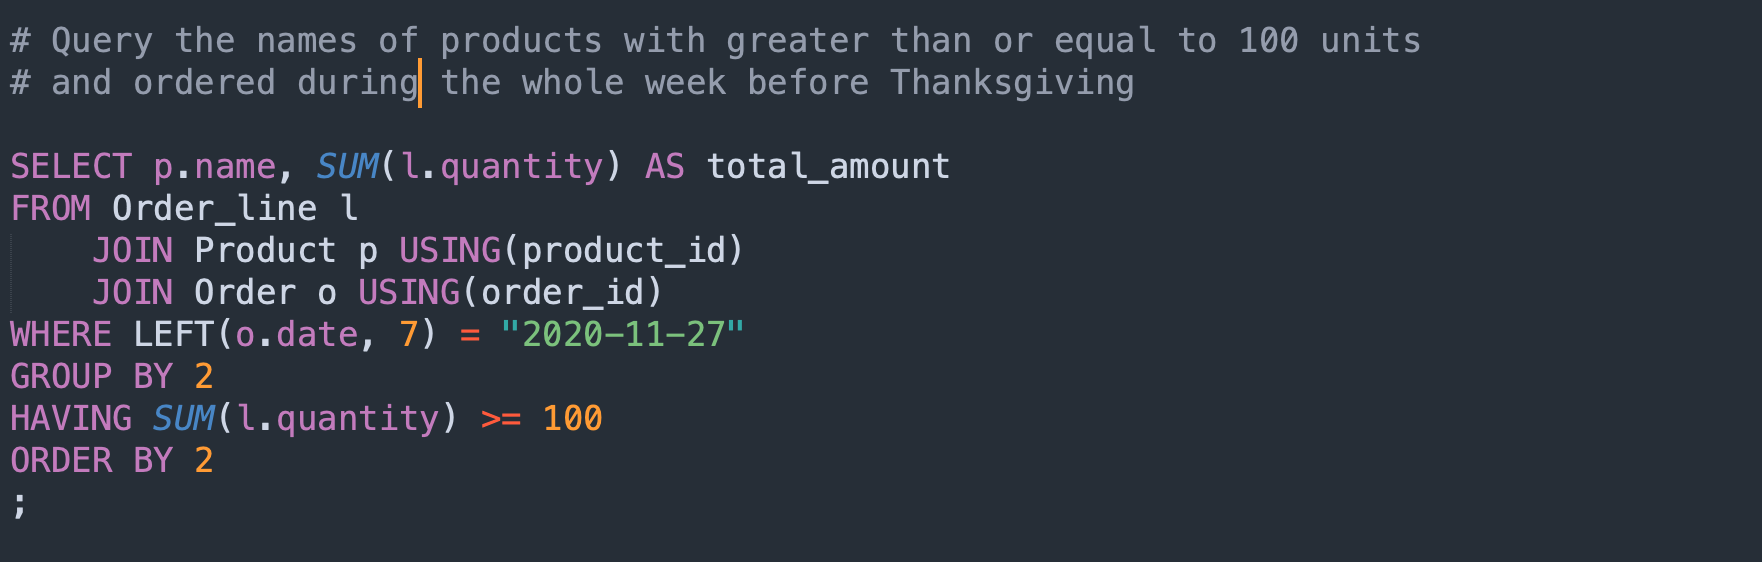 # Query the names of products with greater than or equal to 100 units
# and ordered during the whole week before Thanksgiving
SELECT p.name, SUM(l.quantity) AS total_amount
FROM Order_line l
    JOIN Product p USING(product_id)
    JOIN Order o USING(order_id)
WHERE LEFT(o.date, 7) = "2020-11-27"
GROUP BY 2
HAVING SUM(l.quantity) >= 100
ORDER BY 2
;